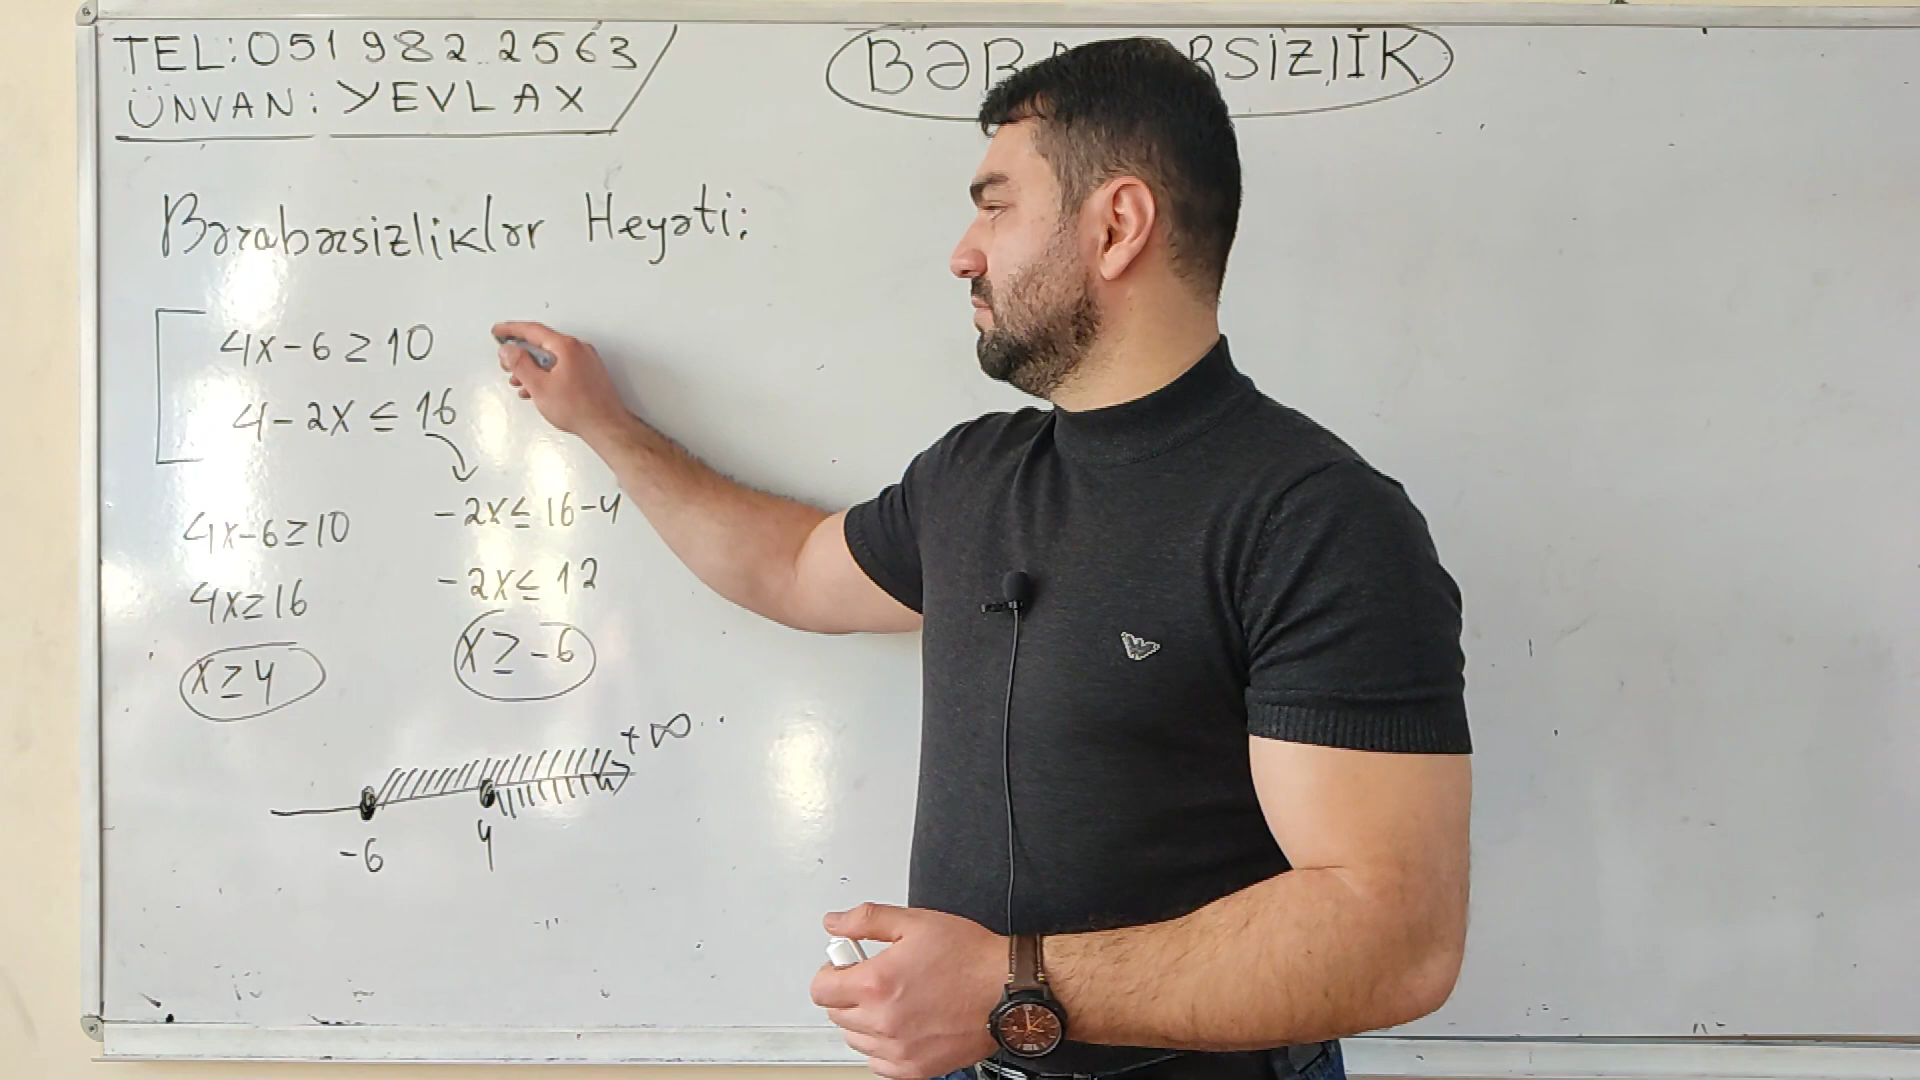 TEL: 051 982 2563
ÜNVAN: YEVLAX
Bərabərsizliklər Heyəti:
4x-6≥10
4-2x≤16
4x-6≥10
4x≥16
x≥4
-2x≤16-4
-2x≤12
x≥-6
+∞
-6 4